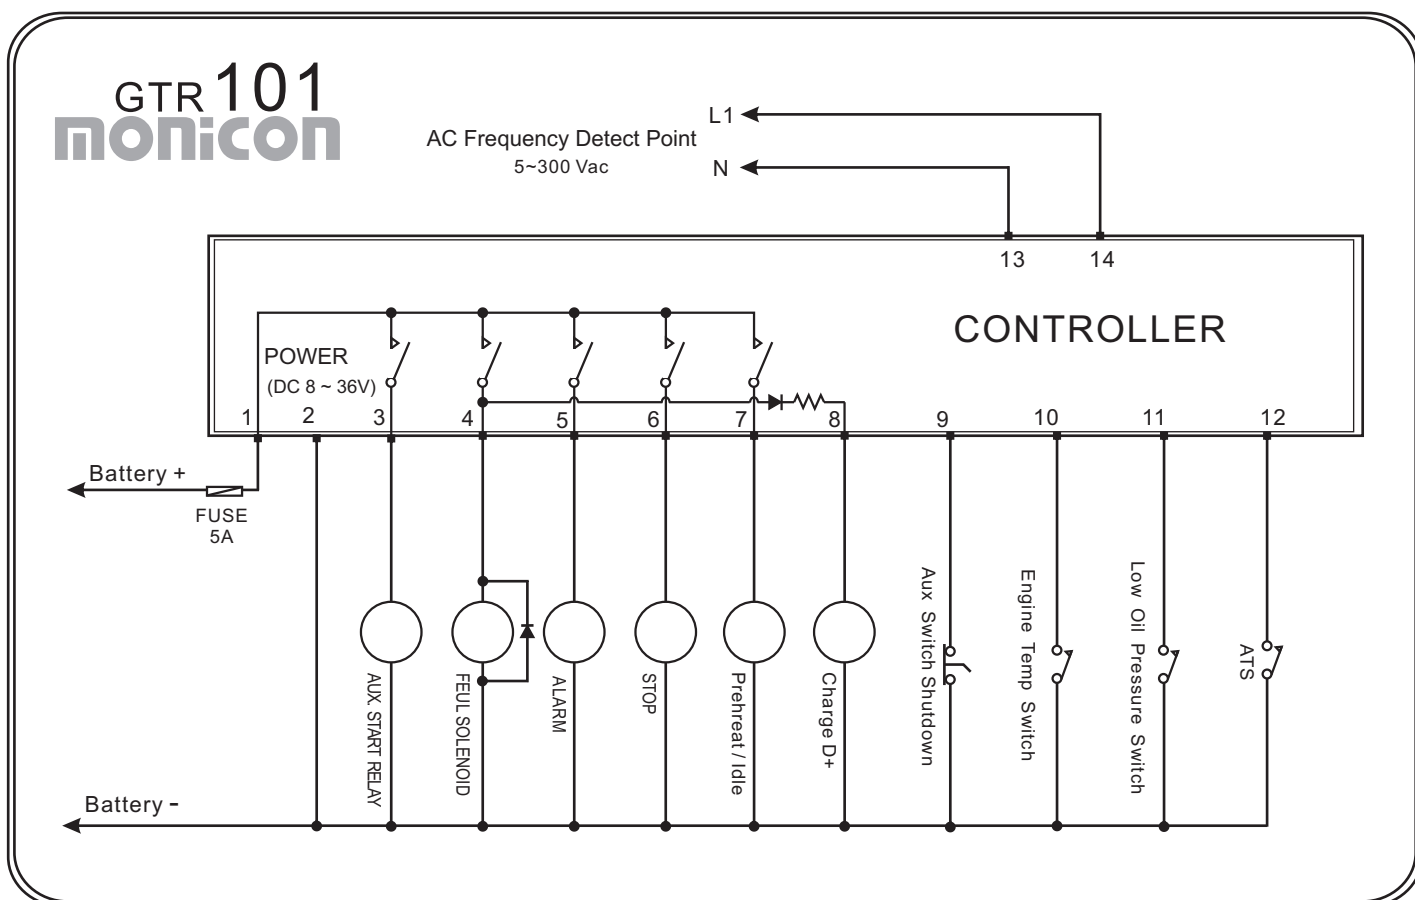 GTR 101
monicon
AC Frequency Detect Point
5~300 Vac
L1
N
13
14
CONTROLLER
POWER
(DC 8 ~ 36V)
1
2
3
4
5
6
7
8
9
10
11
12
Battery +
FUSE
5A
AUX. START RELAY
FEUL SOLENOID
ALARM
STOP
Prehreat / Idle
Charge D+
Aux Switch Shutdown
Engine Temp Switch
Low Oil Pressure Switch
ATS
Battery -